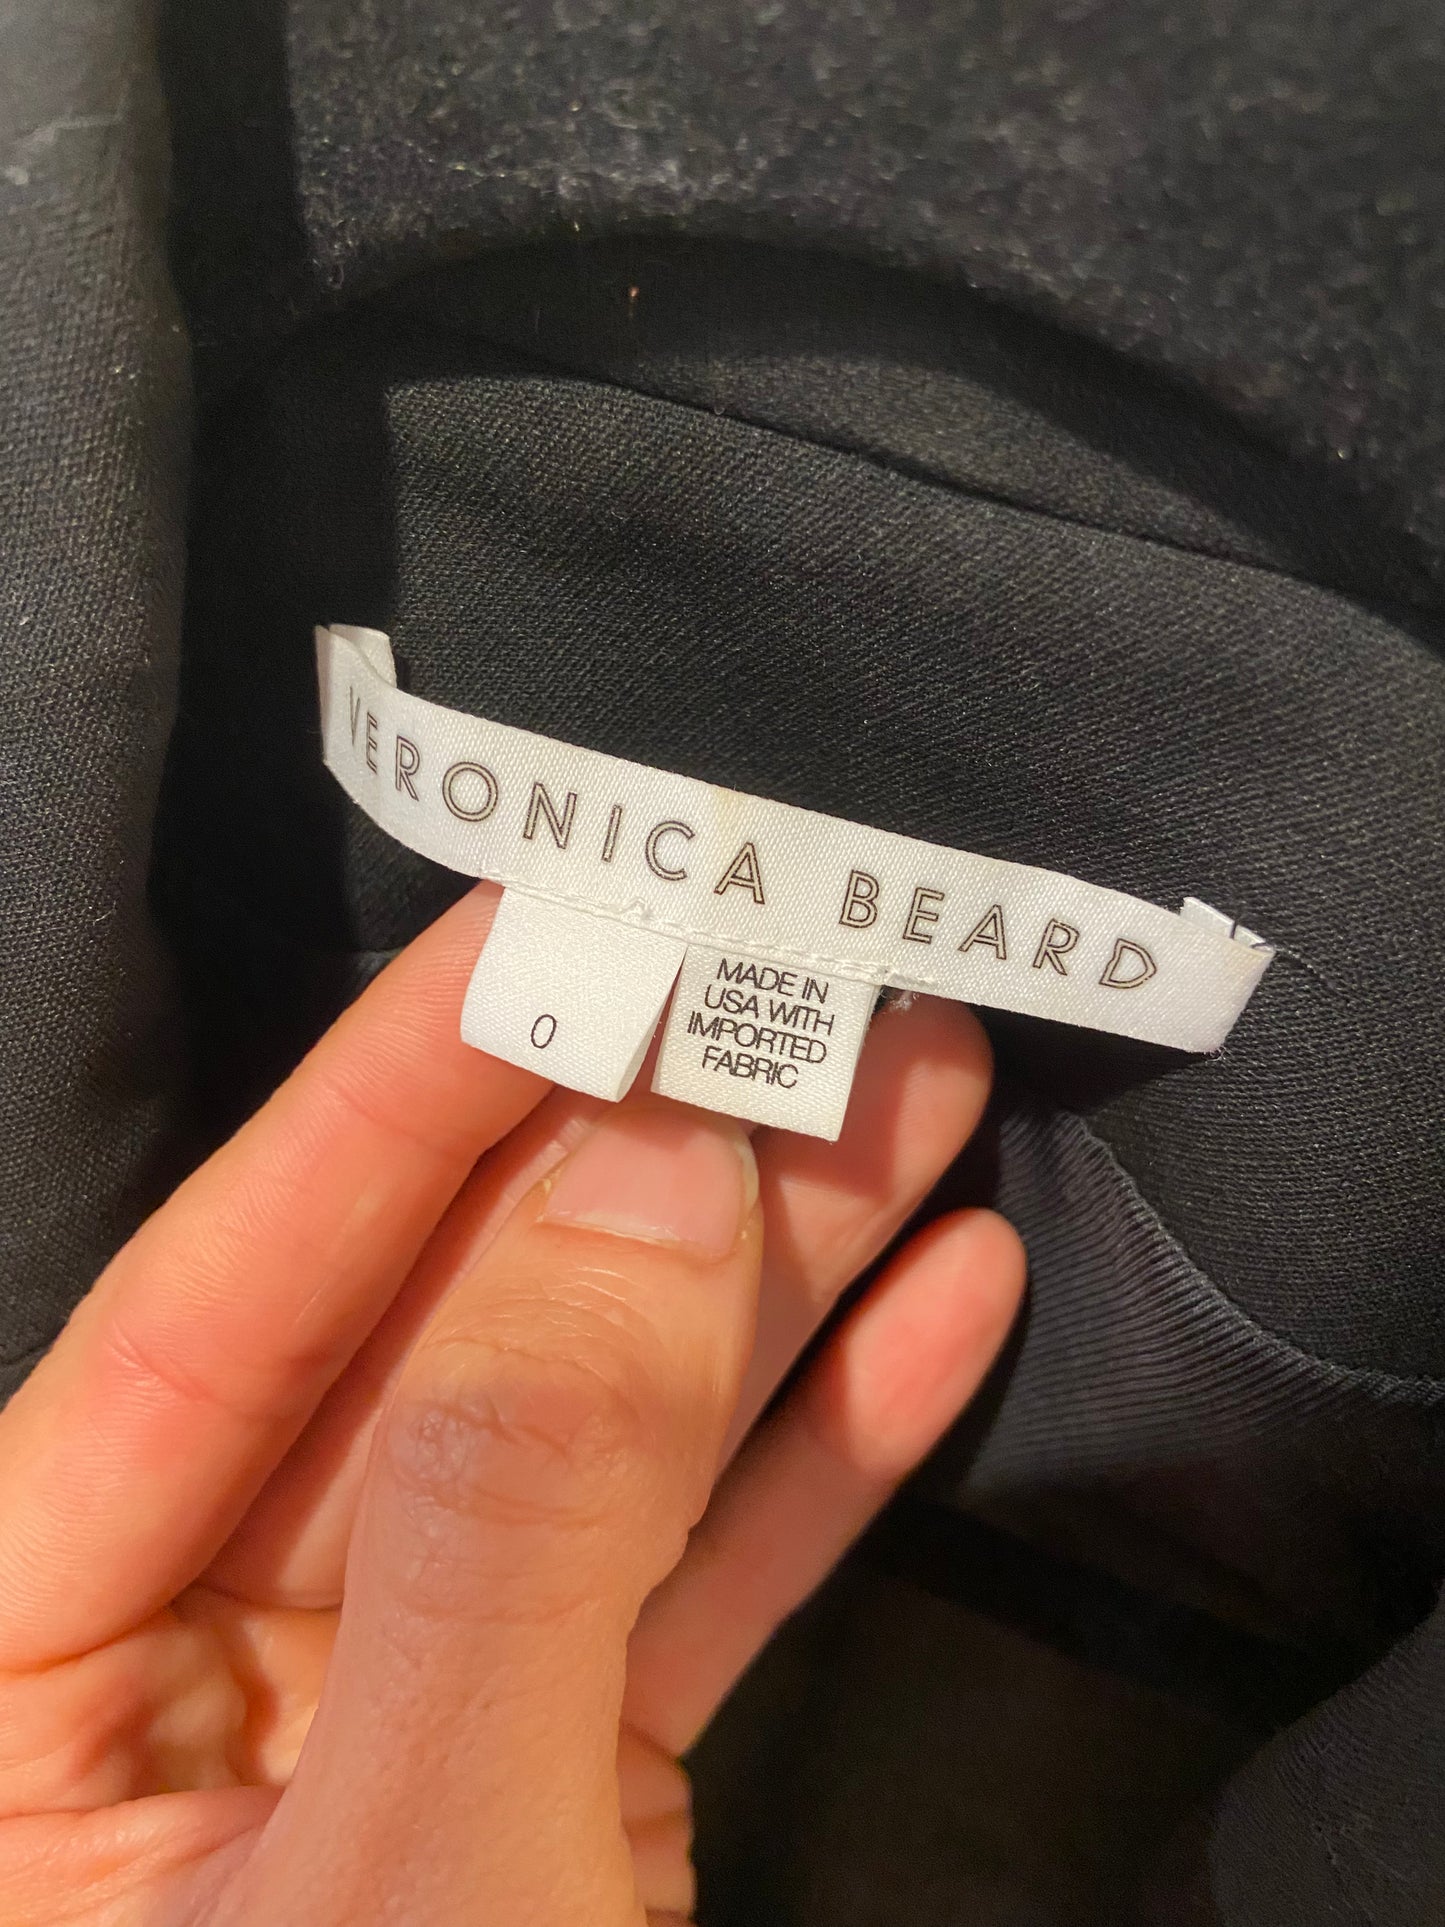 VERONICA BEARD
0
MADE IN
USA WITH
IMPORTED
FABRIC